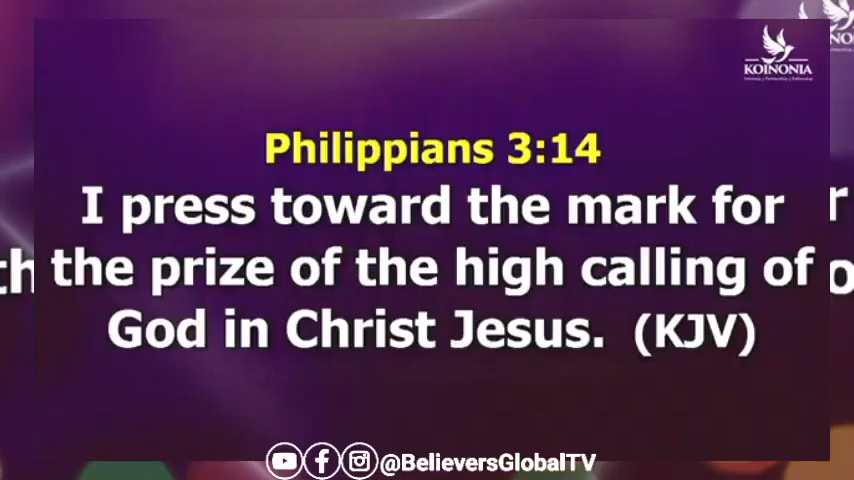 KOINONIA
Philippians 3:14
I press toward the mark for
the prize of the high calling of
God in Christ Jesus. (KJV)
@BelieversGlobalTV